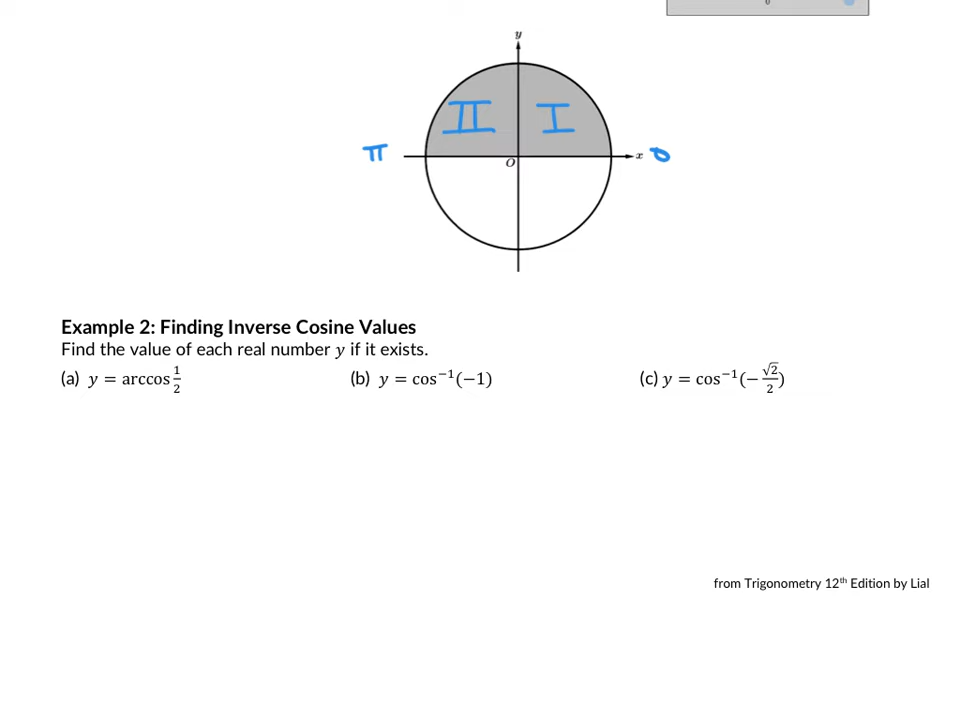 y
II I
π x 0
O
Example 2: Finding Inverse Cosine Values
Find the value of each real number y if it exists.
(a) y = arccos 1/2 (b) y = cos⁻¹(−1) (c) y = cos⁻¹(−√2/2)
from Trigonometry 12th Edition by Lial